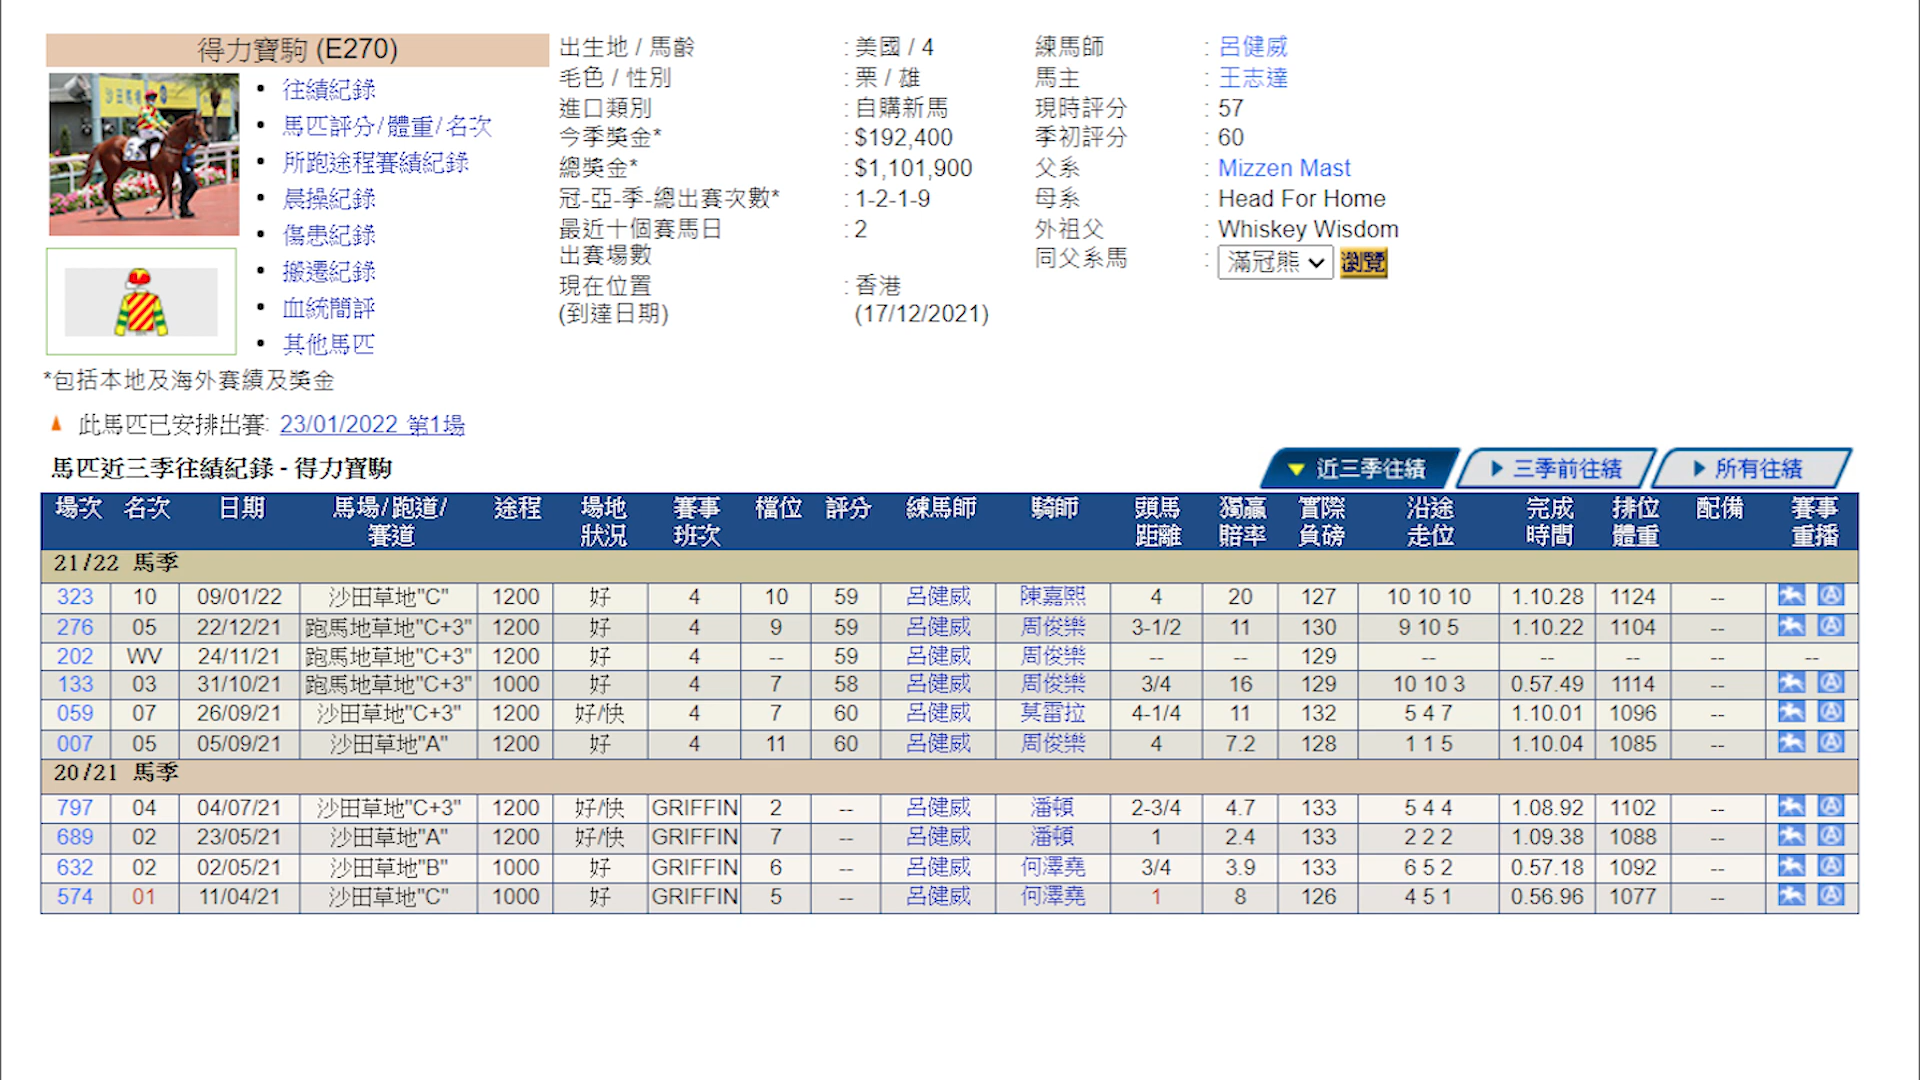 得力寶駒 (E270)
往績紀錄
馬匹評分/體重/名次
所跑途程賽績紀錄
晨操紀錄
傷患紀錄
搬遷紀錄
血統簡評
其他馬匹
出生地 / 馬齡 : 美國 / 4
毛色 / 性別 : 栗 / 雄
進口類別 : 自購新馬
今季獎金* : $192,400
總獎金* : $1,101,900
冠-亞-季-總出賽次數* : 1-2-1-9
最近十個賽馬日 : 2
出賽場數
現在位置 : 香港
(到達日期) (17/12/2021)
練馬師 : 呂健威
馬主 : 王志達
現時評分 : 57
季初評分 : 60
父系 : Mizzen Mast
母系 : Head For Home
外祖父 : Whiskey Wisdom
同父系馬 : 滿冠熊 瀏覽
*包括本地及海外賽績及獎金
此馬匹已安排出賽: 23/01/2022 第1場
馬匹近三季往績紀錄 - 得力寶駒
近三季往績 三季前往績 所有往績
場次 名次 日期 馬場/跑道/賽道 途程 場地狀況 賽事班次 檔位 評分 練馬師 騎師 頭馬距離 獨贏賠率 實際負磅 沿途走位 完成時間 排位體重 配備 賽事重播
21/22 馬季
323 10 09/01/22 沙田草地"C" 1200 好 4 10 59 呂健威 陳嘉熙 4 20 127 10 10 10 1.10.28 1124 --
276 05 22/12/21 跑馬地草地"C+3" 1200 好 4 9 59 呂健威 周俊樂 3-1/2 11 130 9 10 5 1.10.22 1104 --
202 WV 24/11/21 跑馬地草地"C+3" 1200 好 4 -- 59 呂健威 周俊樂 -- -- 129 -- -- -- -- --
133 03 31/10/21 跑馬地草地"C+3" 1000 好 4 7 58 呂健威 周俊樂 3/4 16 129 10 10 3 0.57.49 1114 --
059 07 26/09/21 沙田草地"C+3" 1200 好/快 4 7 60 呂健威 莫雷拉 4-1/4 11 132 5 4 7 1.10.01 1096 --
007 05 05/09/21 沙田草地"A" 1200 好 4 11 60 呂健威 周俊樂 4 7.2 128 1 1 5 1.10.04 1085 --
20/21 馬季
797 04 04/07/21 沙田草地"C+3" 1200 好/快 GRIFFIN 2 -- 呂健威 潘頓 2-3/4 4.7 133 5 4 4 1.08.92 1102 --
689 02 23/05/21 沙田草地"A" 1200 好/快 GRIFFIN 7 -- 呂健威 潘頓 1 2.4 133 2 2 2 1.09.38 1088 --
632 02 02/05/21 沙田草地"B" 1000 好 GRIFFIN 6 -- 呂健威 何澤堯 3/4 3.9 133 6 5 2 0.57.18 1092 --
574 01 11/04/21 沙田草地"C" 1000 好 GRIFFIN 5 -- 呂健威 何澤堯 1 8 126 4 5 1 0.56.96 1077 --